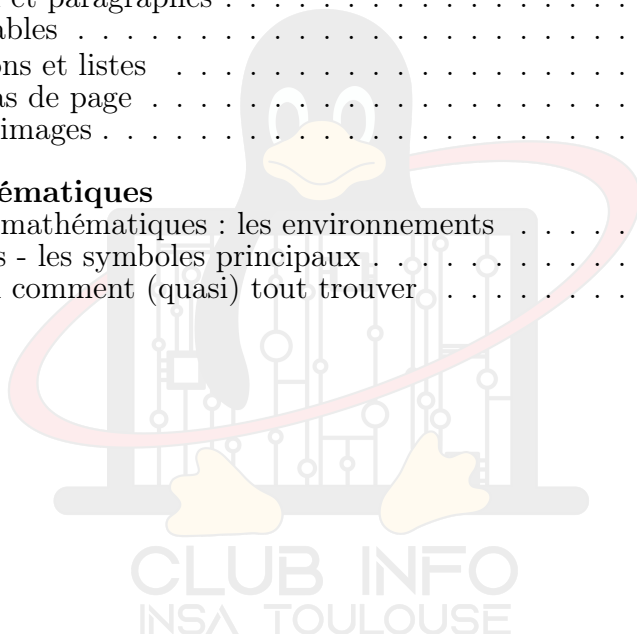 et paragraphes . . . . . . . . . . . . . . . . .
ables . . . . . . . . . . . . . . . . . . . . . . .
ons et listes . . . . . . . . . . . . . . . . . . .
as de page . . . . . . . . . . . . . . . . . . . .
images . . . . . . . . . . . . . . . . . . . . . .
ématiques
mathématiques : les environnements . . . . .
s - les symboles principaux . . . . . . . . . . .
comment (quasi) tout trouver . . . . . . . .
CLUB INFO
INSA TOULOUSE